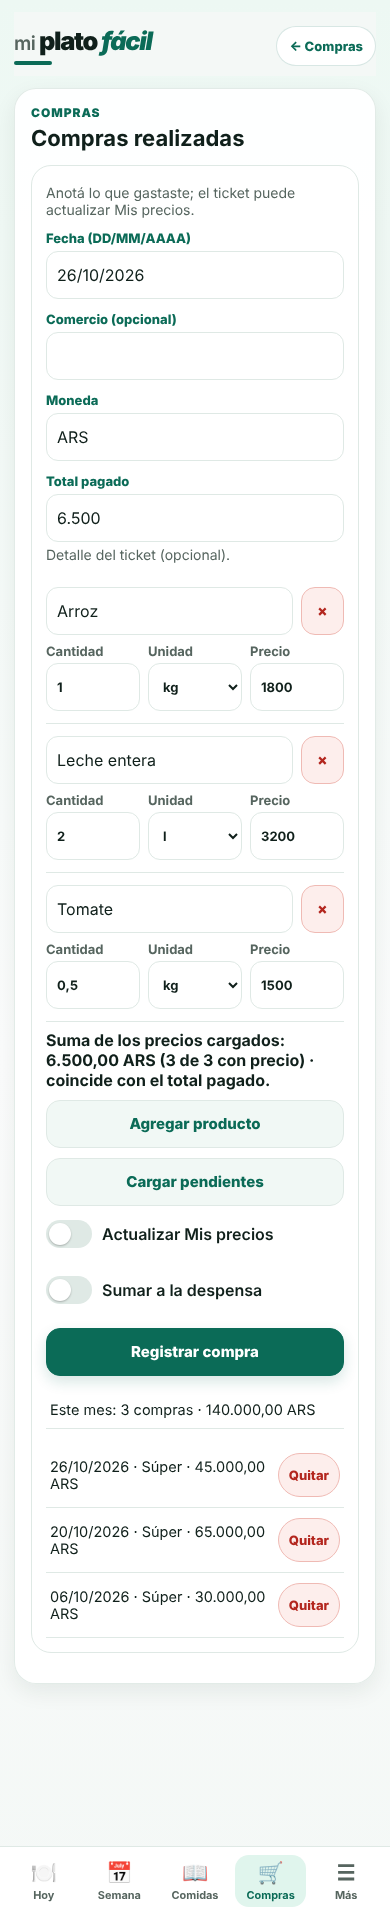 mi plato fácil
← Compras
COMPRAS
Compras realizadas
Anotá lo que gastaste; el ticket puede
actualizar Mis precios.
Fecha (DD/MM/AAAA)
26/10/2026
Comercio (opcional)
Moneda
ARS
Total pagado
6.500
Detalle del ticket (opcional).
Arroz
×
Cantidad Unidad Precio
1 kg 1800
Leche entera
×
Cantidad Unidad Precio
2 l 3200
Tomate
×
Cantidad Unidad Precio
0,5 kg 1500
Suma de los precios cargados:
6.500,00 ARS (3 de 3 con precio) ·
coincide con el total pagado.
Agregar producto
Cargar pendientes
Actualizar Mis precios
Sumar a la despensa
Registrar compra
Este mes: 3 compras · 140.000,00 ARS
26/10/2026 · Súper · 45.000,00
ARS
Quitar
20/10/2026 · Súper · 65.000,00
ARS
Quitar
06/10/2026 · Súper · 30.000,00
ARS
Quitar
Hoy Semana Comidas Compras Más